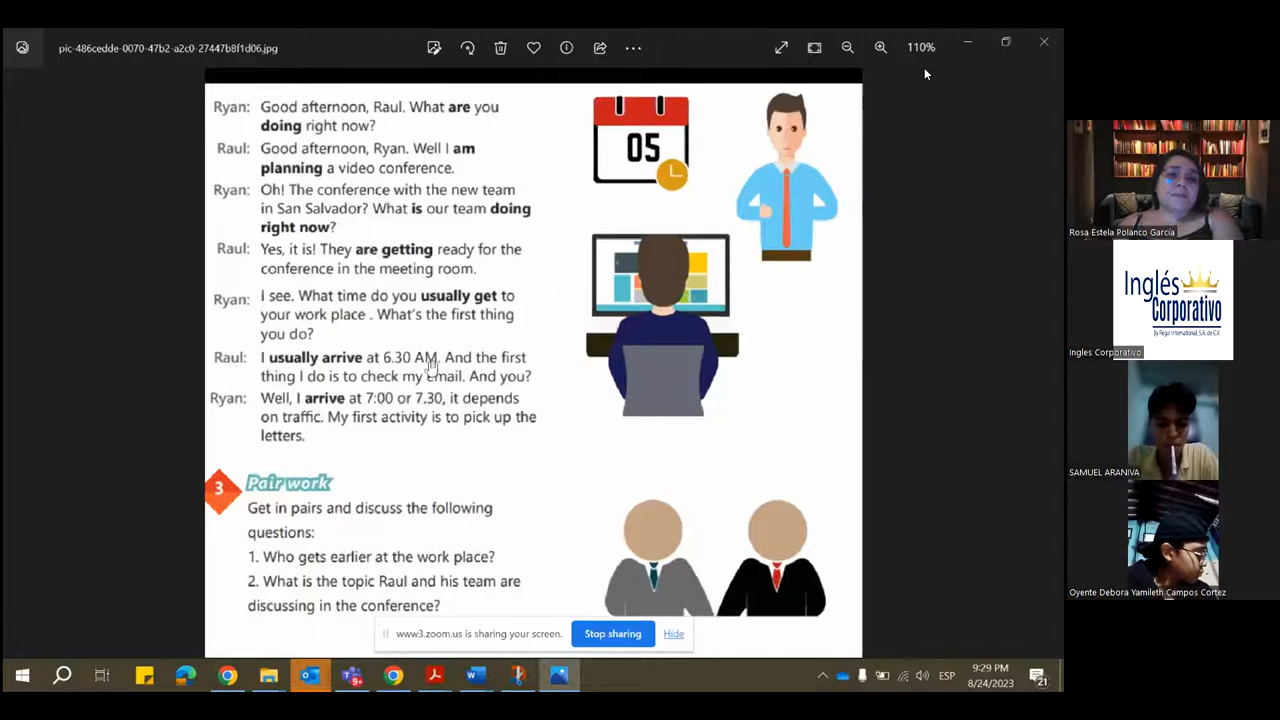 pic-486cedde-0070-47b2-a2c0-27447b8f1d06.jpg
110%
Ryan: Good afternoon, Raul. What are you
doing right now?
Raul: Good afternoon, Ryan. Well I am
planning a video conference.
Ryan: Oh! The conference with the new team
in San Salvador? What is our team doing
right now?
Raul: Yes, it is! They are getting ready for the
conference in the meeting room.
Ryan: I see. What time do you usually get to
your work place . What's the first thing
you do?
Raul: I usually arrive at 6.30 AM. And the first
thing I do is to check my email. And you?
Ryan: Well, I arrive at 7:00 or 7.30, it depends
on traffic. My first activity is to pick up the
letters.
05
3 Pair work
Get in pairs and discuss the following
questions:
1. Who gets earlier at the work place?
2. What is the topic Raul and his team are
discussing in the conference?
www3.zoom.us is sharing your screen.
Stop sharing
Hide
9+
ESP
9:29 PM
8/24/2023
21
Rosa Estela Polanco García
Inglés
Corporativo
By Regal International, S.A. de C.V.
Ingles Corporativo
SAMUEL ARANIVA
Oyente Debora Yamileth Campos Cortez